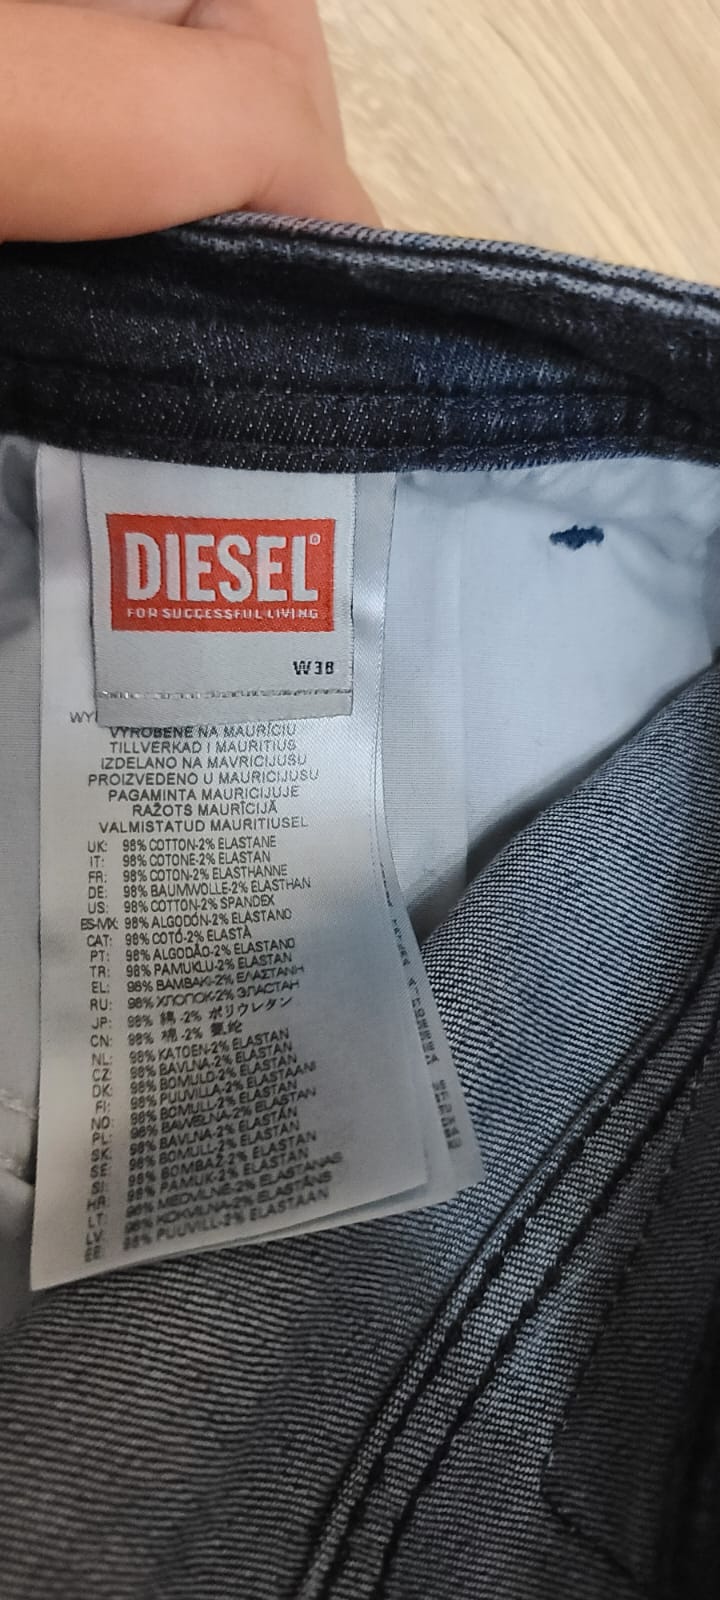 DIESEL®
FOR SUCCESSFUL LIVING
W38
WY
VYROBENÉ NA MAURÍCIU
TILLVERKAD I MAURITIUS
IZDELANO NA MAVRICIJUSU
PROIZVEDENO U MAURICIJUSU
PAGAMINTA MAURICIJUJE
RAŽOTS MAURĪCIJĀ
VALMISTATUD MAURITIUSEL
UK: 98% COTTON-2% ELASTANE
IT: 98% COTONE-2% ELASTAN
FR: 98% COTON-2% ELASTHANNE
DE: 98% BAUMWOLLE-2% ELASTHAN
US: 98% COTTON-2% SPANDEX
ES-MX: 98% ALGODÓN-2% ELASTANO
CAT: 98% COTÓ-2% ELASTÀ
PT: 98% ALGODÃO-2% ELASTANO
TR: 98% PAMUKLU-2% ELASTAN
EL: 98% ΒΑΜΒΑΚΙ-2% ΕΛΑΣΤΑΝΗ
RU: 98% ХЛОПОК-2% ЭЛАСТАН
JP: 98% 綿 -2% ポリウレタン
CN: 98% 棉 -2% 氨纶
NL: 98% KATOEN-2% ELASTAN
CZ: 98% BAVLNA-2% ELASTAN
DK: 98% BOMULD-2% ELASTAN
FI: 98% PUUVILLA-2% ELASTAANI
NO: 98% BOMULL-2% ELASTAN
PL: 98% BAWEŁNA-2% ELASTAN
SK: 98% BAVLNA-2% ELASTÁN
SE: 98% BOMULL-2% ELASTAN
SI: 98% BOMBAŽ-2% ELASTAN
HR: 98% PAMUK-2% ELASTAN
LT: 98% MEDVILNĖ-2% ELASTANAS
LV: 98% KOKVILNA-2% ELASTĀNS
EE: 98% PUUVILL-2% ELASTAAN